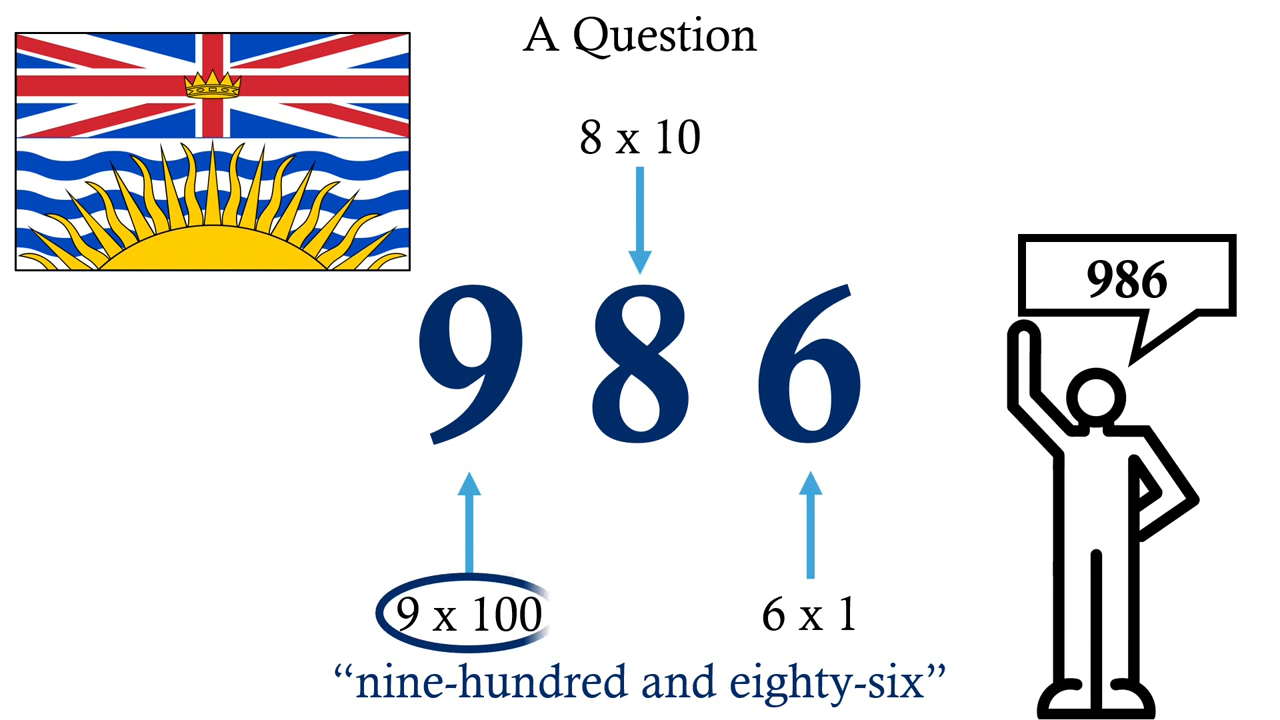 A Question
8 x 10
986
9 8 6
9 x 100
6 x 1
“nine-hundred and eighty-six”